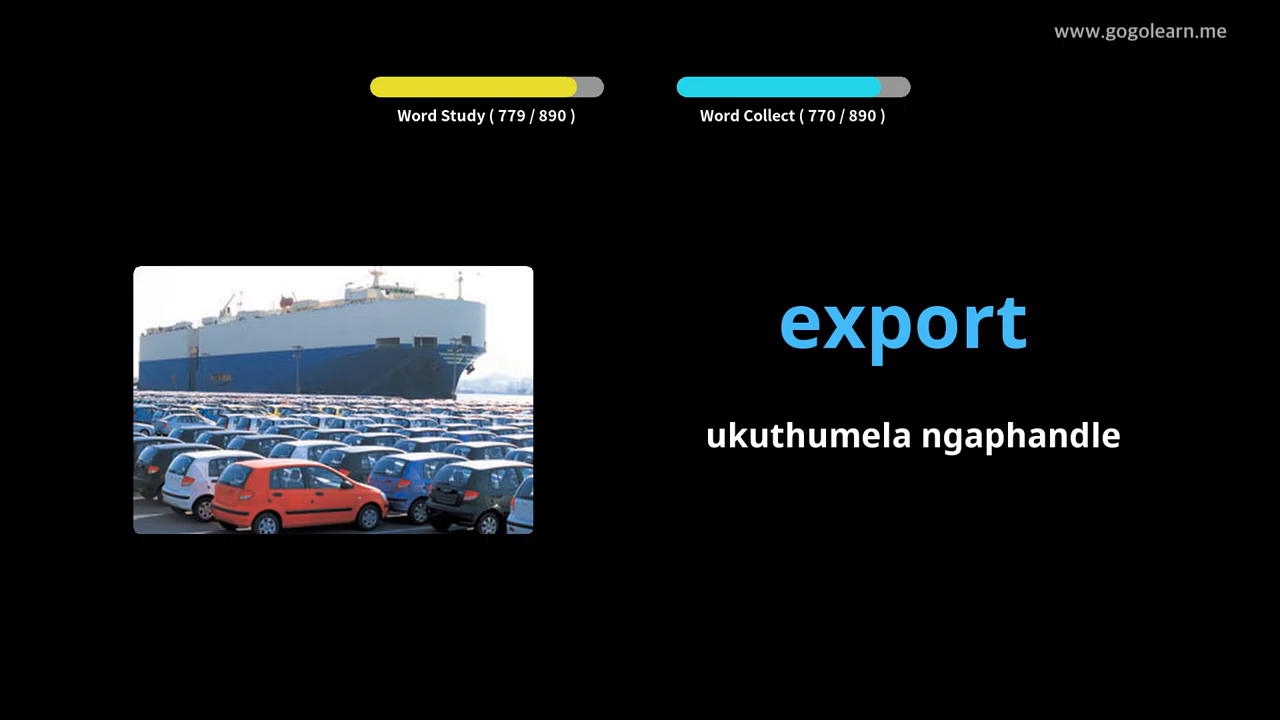 www.gogolearn.me
Word Study ( 779 / 890 )
Word Collect ( 770 / 890 )
export
ukuthumela ngaphandle